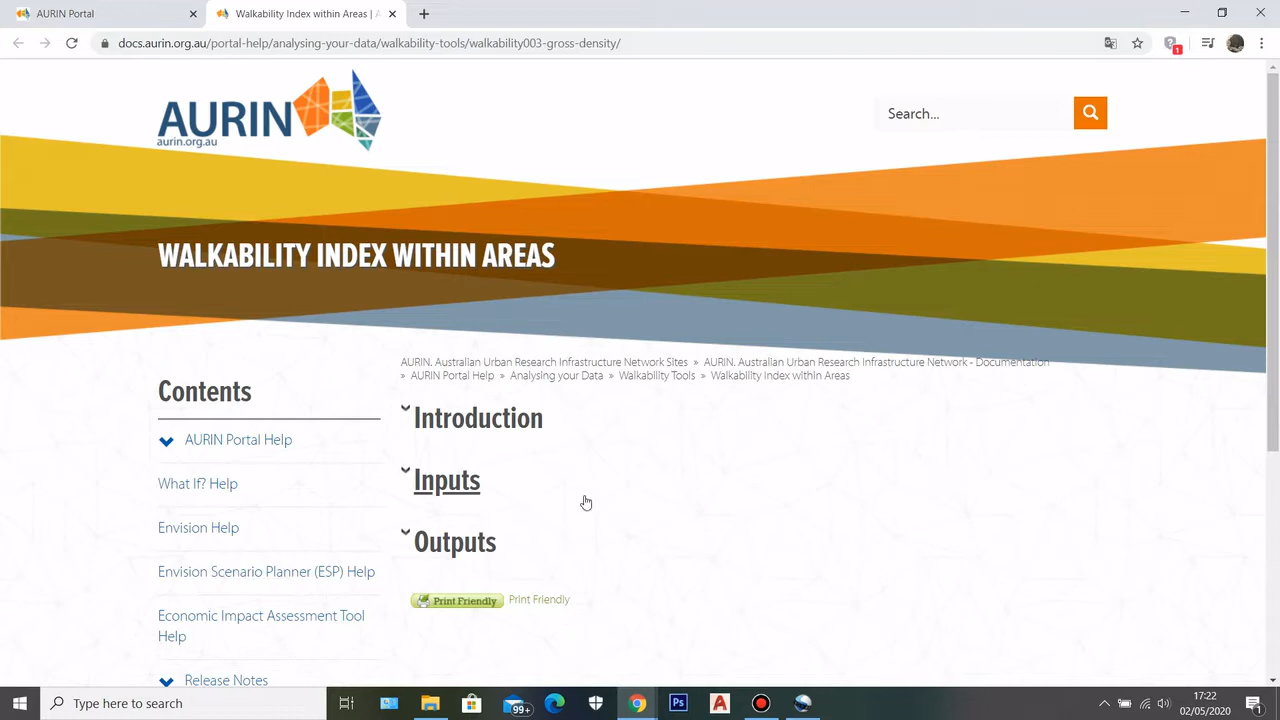 AURIN Portal
Walkability Index within Areas | A
docs.aurin.org.au/portal-help/analysing-your-data/walkability-tools/walkability003-gross-density/
1
AURIN
aurin.org.au
Search...
WALKABILITY INDEX WITHIN AREAS
AURIN, Australian Urban Research Infrastructure Network Sites » AURIN, Australian Urban Research Infrastructure Network - Documentation
» AURIN Portal Help » Analysing your Data » Walkability Tools » Walkability Index within Areas
Contents
AURIN Portal Help
What If? Help
Envision Help
Envision Scenario Planner (ESP) Help
Economic Impact Assessment Tool
Help
Release Notes
Introduction
Inputs
Outputs
Print Friendly Print Friendly
Type here to search
99+
Ps
A
17:22
02/05/2020
1